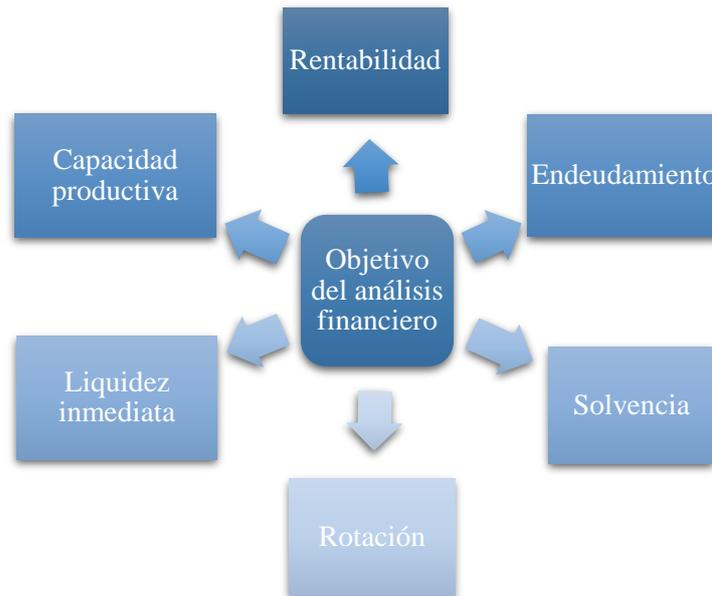 Rentabilidad
Capacidad
productiva
Endeudamiento
Objetivo
del análisis
financiero
Liquidez
inmediata
Solvencia
Rotación